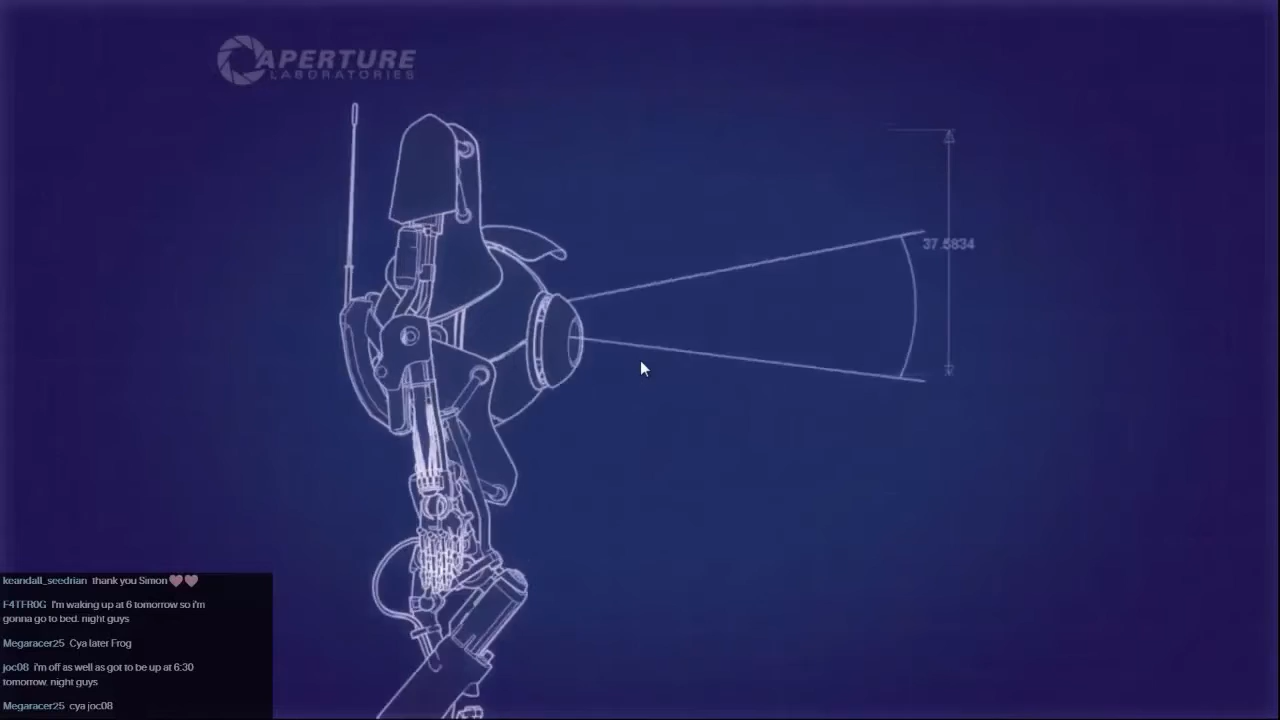 APERTURE
LABORATORIES
37.5834
keandall_seedrian thank you Simon
F4TFR0G I'm waking up at 6 tomorrow so i'm
gonna go to bed. night guys
Megaracer25 Cya later Frog
joc08 i'm off as well as got to be up at 6:30
tomorrow. night guys
Megaracer25 cya joc08